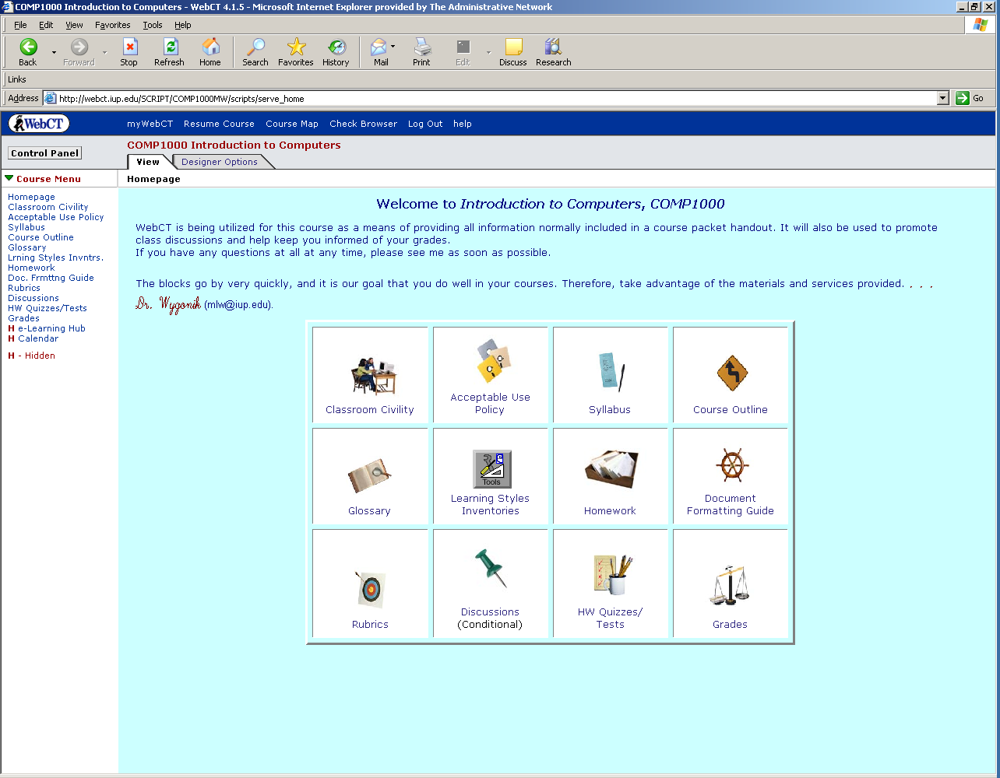 COMP1000 Introduction to Computers - WebCT 4.1.5 - Microsoft Internet Explorer provided by The Administrative Network
File Edit View Favorites Tools Help
Back Forward Stop Refresh Home Search Favorites History Mail Print Edit Discuss Research
Links
Address http://webct.iup.edu/SCRIPT/COMP1000MW/scripts/serve_home Go
WebCT myWebCT Resume Course Course Map Check Browser Log Out help
Control Panel
COMP1000 Introduction to Computers
View Designer Options
Course Menu
Homepage
Homepage
Classroom Civility
Acceptable Use Policy
Syllabus
Course Outline
Glossary
Lrning Styles Invntrs.
Homework
Doc. Frmttng Guide
Rubrics
Discussions
HW Quizzes/Tests
Grades
H e-Learning Hub
H Calendar
H - Hidden
Welcome to Introduction to Computers, COMP1000
WebCT is being utilized for this course as a means of providing all information normally included in a course packet handout. It will also be used to promote
class discussions and help keep you informed of your grades.
If you have any questions at all at any time, please see me as soon as possible.
The blocks go by very quickly, and it is our goal that you do well in your courses. Therefore, take advantage of the materials and services provided. . . .
Dr. Wygonik (mlw@iup.edu).
Classroom Civility
Acceptable Use
Policy
Syllabus
Course Outline
Glossary
Tools
Learning Styles
Inventories
Homework
Document
Formatting Guide
Rubrics
Discussions
(Conditional)
HW Quizzes/
Tests
Grades